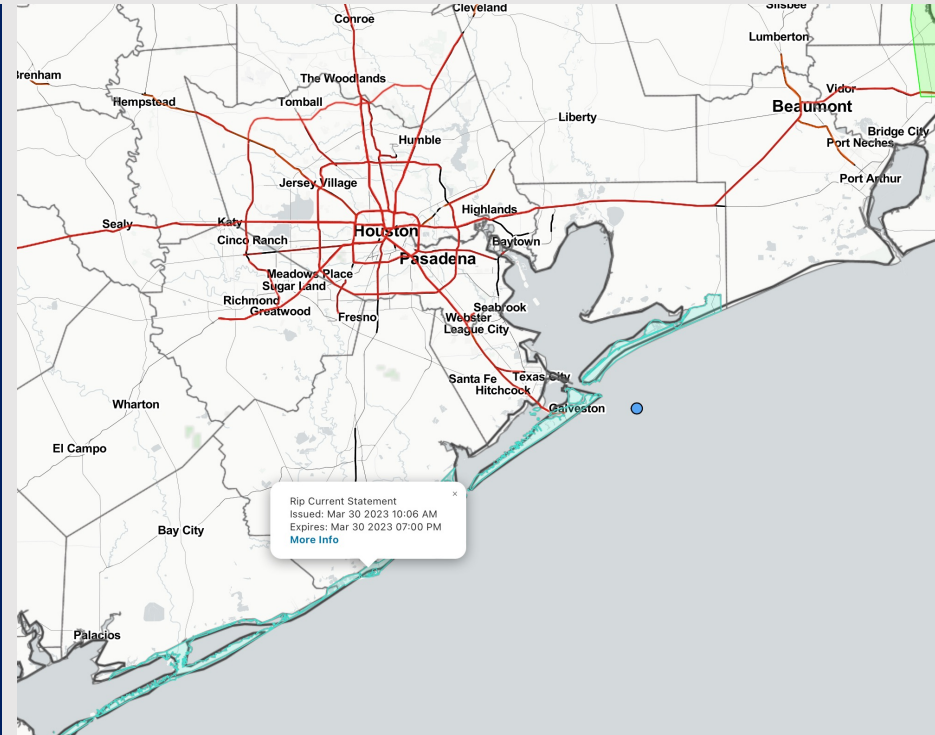 Conroe
Cleveland
Silsbee
Lumberton
Brenham
The Woodlands
Hempstead
Tomball
Vidor
Beaumont
Liberty
Bridge City
Humble
Port Neches
Jersey Village
Port Arthur
Highlands
Sealy
Katy
Houston
Cinco Ranch
Baytown
Pasadena
Meadows Place
Sugar Land
Richmond
Greatwood
Seabrook
Fresno
Webster
League City
Santa Fe
Texas City
Hitchcock
Wharton
Galveston
El Campo
×
Rip Current Statement
Issued: Mar 30 2023 10:06 AM
Expires: Mar 30 2023 07:00 PM
More Info
Bay City
Palacios